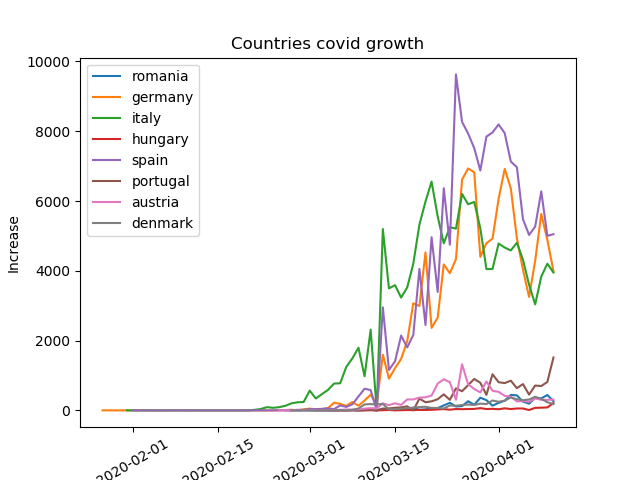 Countries covid growth
Increase
10000
8000
6000
4000
2000
0
romania
germany
italy
hungary
spain
portugal
austria
denmark
2020-02-01
2020-02-15
2020-03-01
2020-03-15
2020-04-01